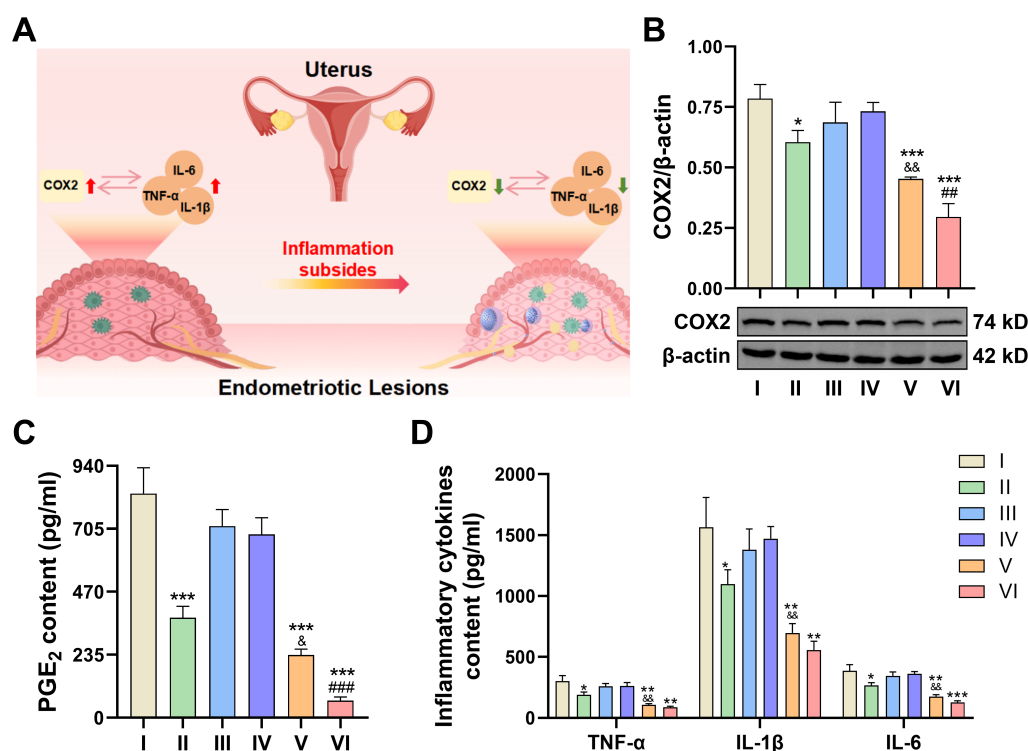 A
Uterus
COX2
IL-6
TNF-α
IL-1β
COX2
IL-6
TNF-α
IL-1β
Inflammation
subsides
Endometriotic Lesions
B
COX2/β-actin
1.00
0.75
0.50
0.25
0.00
*
***
&&
***
##
COX2
74 kD
β-actin
42 kD
I II III IV V VI
C
PGE2 content (pg/ml)
940
705
470
235
0
***
***
&
***
###
I II III IV V VI
D
Inflammatory cytokines
content (pg/ml)
2000
1500
1000
500
0
*
**
&&
**
*
**
&&
**
*
**
&&
***
TNF-α IL-1β IL-6
I
II
III
IV
V
VI